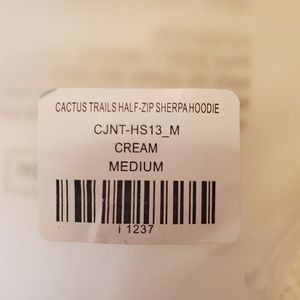 CACTUS TRAILS HALF-ZIP SHERPA HOODIE
CJNT-HS13_M
CREAM
MEDIUM
i 1237